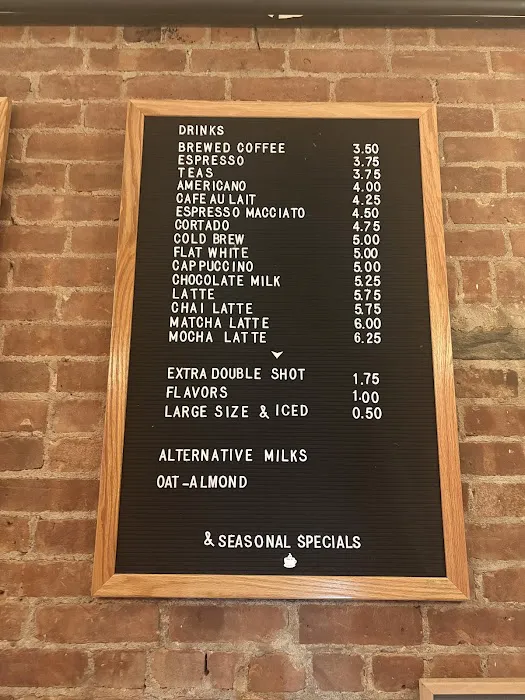 DRINKS
BREWED COFFEE 3.50
ESPRESSO 3.75
TEAS 3.75
AMERICANO 4.00
CAFE AU LAIT 4.25
ESPRESSO MACCIATO 4.50
CORTADO 4.75
COLD BREW 5.00
FLAT WHITE 5.00
CAPPUCCINO 5.00
CHOCOLATE MILK 5.25
LATTE 5.75
CHAI LATTE 5.75
MATCHA LATTE 6.00
MOCHA LATTE 6.25
EXTRA DOUBLE SHOT 1.75
FLAVORS 1.00
LARGE SIZE & ICED 0.50
ALTERNATIVE MILKS
OAT-ALMOND
& SEASONAL SPECIALS